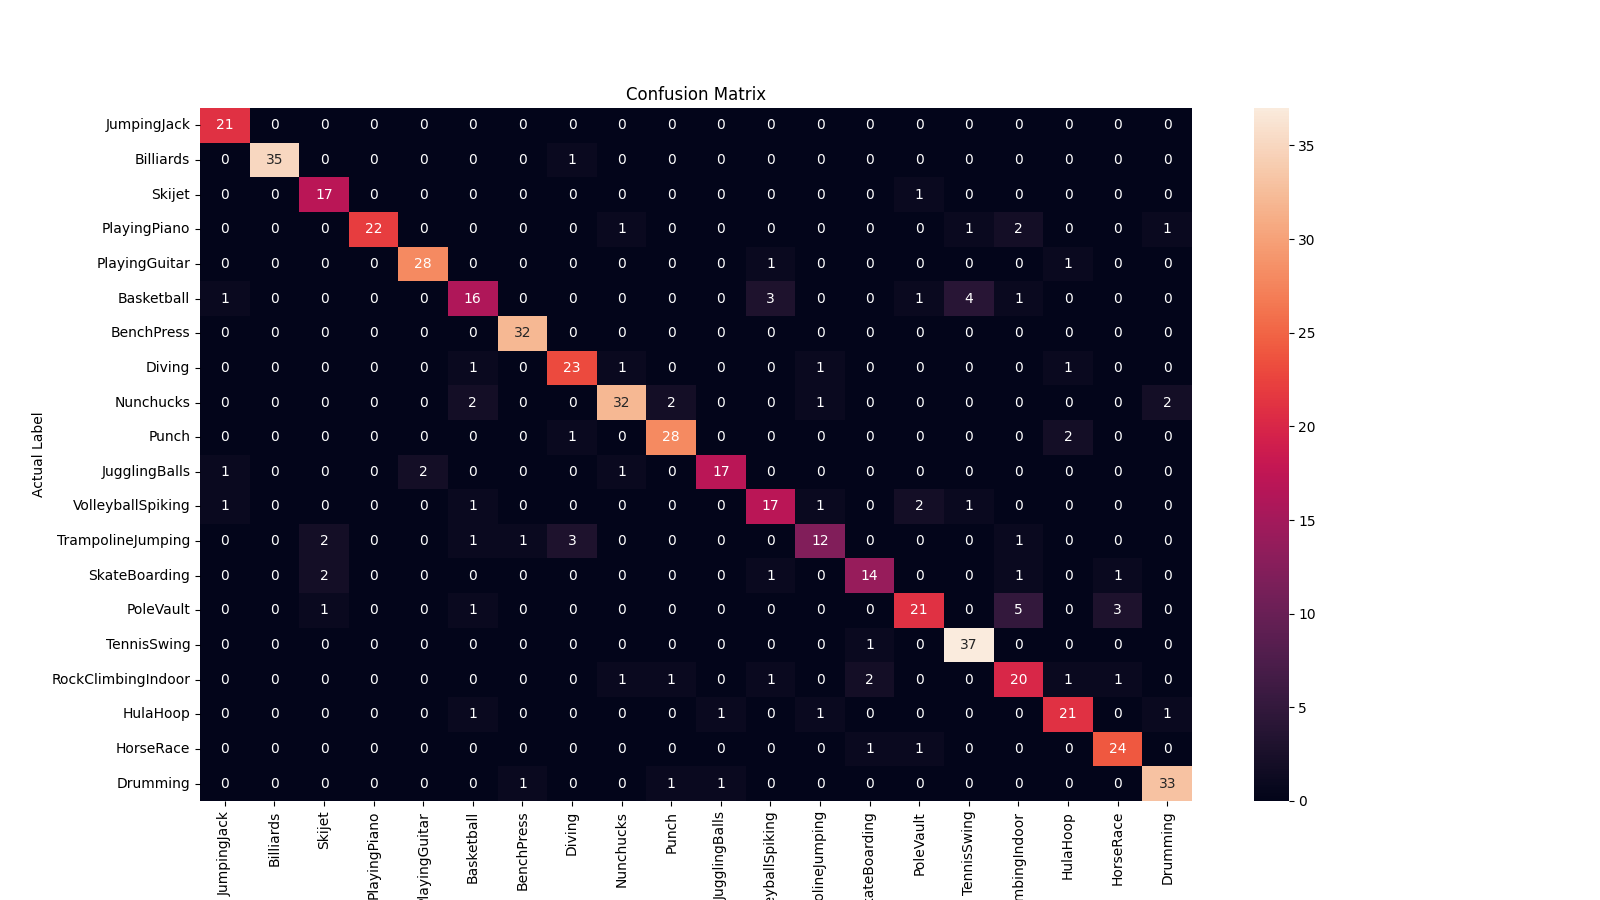 Confusion Matrix
JumpingJack 21 0 0 0 0 0 0 0 0 0 0 0 0 0 0 0 0 0 0 0
Billiards 0 35 0 0 0 0 0 1 0 0 0 0 0 0 0 0 0 0 0 0
Skijet 0 0 17 0 0 0 0 0 0 0 0 0 0 0 1 0 0 0 0 0
PlayingPiano 0 0 0 22 0 0 0 0 1 0 0 0 0 0 0 1 2 0 0 1
PlayingGuitar 0 0 0 0 28 0 0 0 0 0 0 1 0 0 0 0 0 1 0 0
Basketball 1 0 0 0 0 16 0 0 0 0 0 3 0 0 1 4 1 0 0 0
BenchPress 0 0 0 0 0 0 32 0 0 0 0 0 0 0 0 0 0 0 0 0
Diving 0 0 0 0 0 1 0 23 1 0 0 0 1 0 0 0 0 1 0 0
Nunchucks 0 0 0 0 0 2 0 0 32 2 0 0 1 0 0 0 0 0 0 2
Punch 0 0 0 0 0 0 0 1 0 28 0 0 0 0 0 0 0 2 0 0
JugglingBalls 1 0 0 0 2 0 0 0 1 0 17 0 0 0 0 0 0 0 0 0
VolleyballSpiking 1 0 0 0 0 1 0 0 0 0 0 17 1 0 2 1 0 0 0 0
TrampolineJumping 0 0 2 0 0 1 1 3 0 0 0 0 12 0 0 0 1 0 0 0
SkateBoarding 0 0 2 0 0 0 0 0 0 0 0 1 0 14 0 0 1 0 1 0
PoleVault 0 0 1 0 0 1 0 0 0 0 0 0 0 0 21 0 5 0 3 0
TennisSwing 0 0 0 0 0 0 0 0 0 0 0 0 0 1 0 37 0 0 0 0
RockClimbingIndoor 0 0 0 0 0 0 0 0 1 1 0 1 0 2 0 0 20 1 1 0
HulaHoop 0 0 0 0 0 1 0 0 0 0 1 0 1 0 0 0 0 21 0 1
HorseRace 0 0 0 0 0 0 0 0 0 0 0 0 0 1 1 0 0 0 24 0
Drumming 0 0 0 0 0 0 1 0 0 1 1 0 0 0 0 0 0 0 0 33
Actual Label
JumpingJack
Billiards
Skijet
PlayingPiano
layingGuitar
Basketball
BenchPress
Diving
Nunchucks
Punch
JugglingBalls
eyballSpiking
olineJumping
kateBoarding
PoleVault
TennisSwing
mbingIndoor
HulaHoop
HorseRace
Drumming
35
30
25
20
15
10
5
0